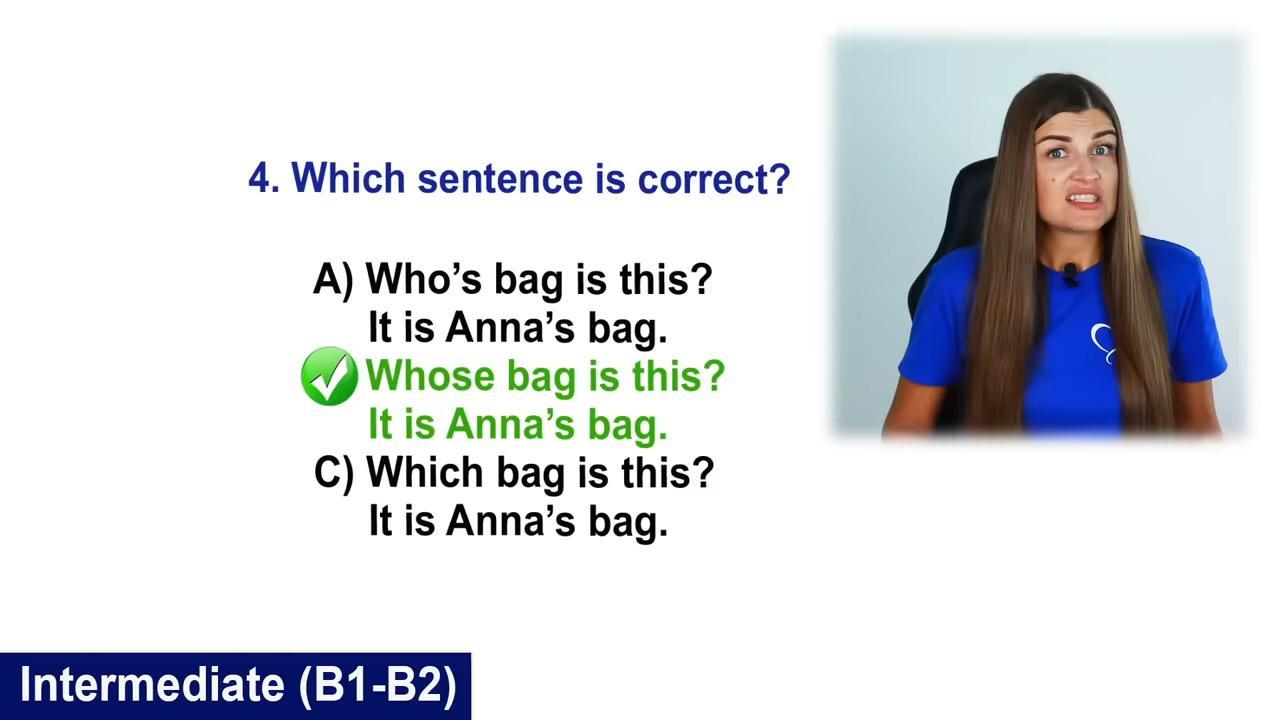 4. Which sentence is correct?
A) Who’s bag is this?
It is Anna’s bag.
Whose bag is this?
It is Anna’s bag.
C) Which bag is this?
It is Anna’s bag.
Intermediate (B1-B2)